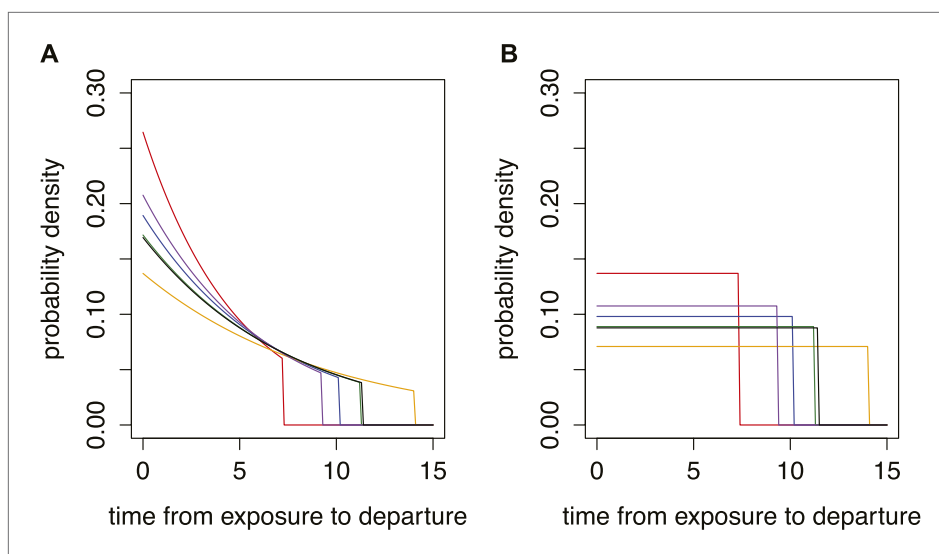 A
B
0.30
0.20
0.10
0.00
probability density
0 5 10 15
time from exposure to departure
0.30
0.20
0.10
0.00
probability density
0 5 10 15
time from exposure to departure